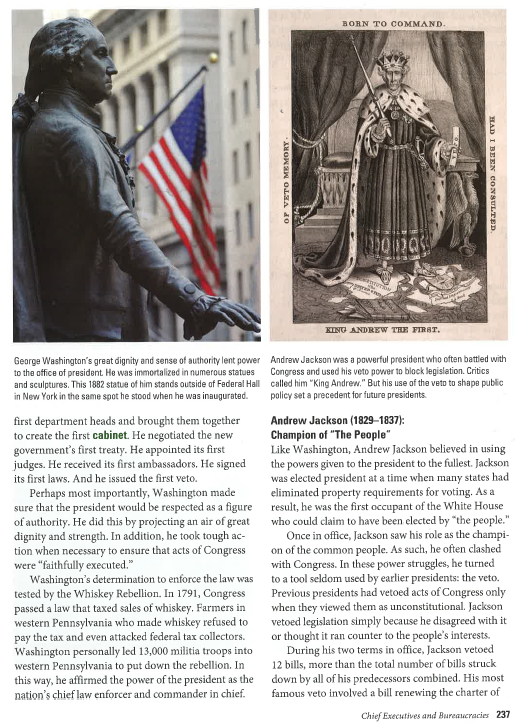 BORN TO COMMAND.
OF VETO MEMORY.
HAD I BEEN CONSULTED.
VETO
CONSTITUTION
KING ANDREW THE FIRST.
George Washington's great dignity and sense of authority lent power
to the office of president. He was immortalized in numerous statues
and sculptures. This 1882 statue of him stands outside of Federal Hall
in New York in the same spot he stood when he was inaugurated.
Andrew Jackson was a powerful president who often battled with
Congress and used his veto power to block legislation. Critics
called him "King Andrew." But his use of the veto to shape public
policy set a precedent for future presidents.
first department heads and brought them together
to create the first cabinet. He negotiated the new
government's first treaty. He appointed its first
judges. He received its first ambassadors. He signed
its first laws. And he issued the first veto.
Perhaps most importantly, Washington made
sure that the president would be respected as a figure
of authority. He did this by projecting an air of great
dignity and strength. In addition, he took tough ac-
tion when necessary to ensure that acts of Congress
were "faithfully executed."
Washington's determination to enforce the law was
tested by the Whiskey Rebellion. In 1791, Congress
passed a law that taxed sales of whiskey. Farmers in
western Pennsylvania who made whiskey refused to
pay the tax and even attacked federal tax collectors.
Washington personally led 13,000 militia troops into
western Pennsylvania to put down the rebellion. In
this way, he affirmed the power of the president as the
nation's chief law enforcer and commander in chief.
Andrew Jackson (1829–1837):
Champion of "The People"
Like Washington, Andrew Jackson believed in using
the powers given to the president to the fullest. Jackson
was elected president at a time when many states had
eliminated property requirements for voting. As a
result, he was the first occupant of the White House
who could claim to have been elected by "the people."
Once in office, Jackson saw his role as the champi-
on of the common people. As such, he often clashed
with Congress. In these power struggles, he turned
to a tool seldom used by earlier presidents: the veto.
Previous presidents had vetoed acts of Congress only
when they viewed them as unconstitutional. Jackson
vetoed legislation simply because he disagreed with it
or thought it ran counter to the people's interests.
During his two terms in office, Jackson vetoed
12 bills, more than the total number of bills struck
down by all of his predecessors combined. His most
famous veto involved a bill renewing the charter of
Chief Executives and Bureaucracies 237